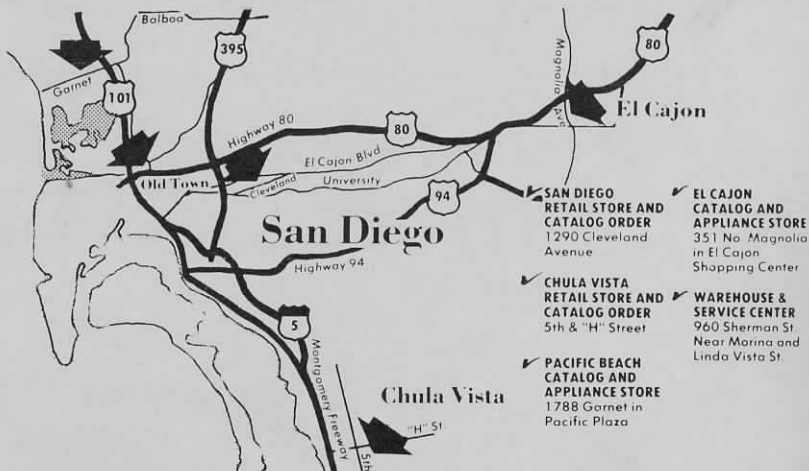 Balboa
395
80
Garnet
101
Magnolia Ave
El Cajon
Highway 80
80
El Cajon Blvd
Old Town
Cleveland
University
94
San Diego
Highway 94
5
Montgomery Freeway
Chula Vista
"H" St.
5th
SAN DIEGO
RETAIL STORE AND
CATALOG ORDER
1290 Cleveland
Avenue
CHULA VISTA
RETAIL STORE AND
CATALOG ORDER
5th & "H" Street
PACIFIC BEACH
CATALOG AND
APPLIANCE STORE
1788 Garnet in
Pacific Plaza
EL CAJON
CATALOG AND
APPLIANCE STORE
351 No. Magnolia
in El Cajon
Shopping Center
WAREHOUSE &
SERVICE CENTER
960 Sherman St.
Near Morina and
Linda Vista St.